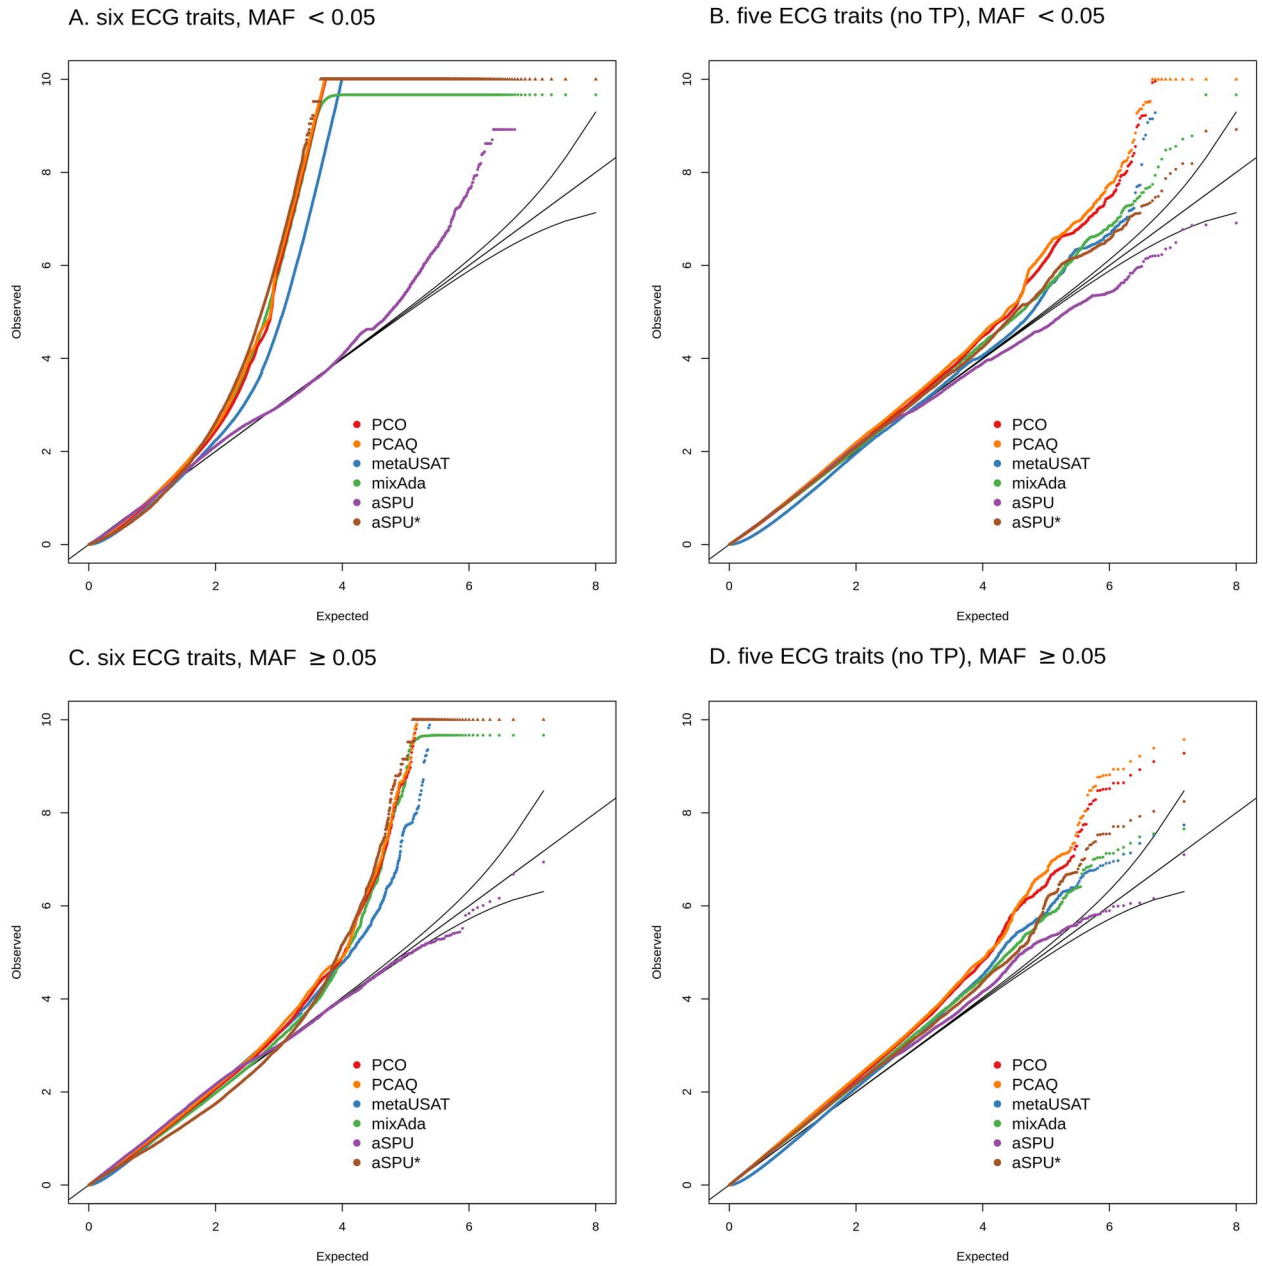 A. six ECG traits, MAF < 0.05
10
8
6
4
2
0
Observed
0 2 4 6 8
Expected
PCO
PCAQ
metaUSAT
mixAda
aSPU
aSPU*
B. five ECG traits (no TP), MAF < 0.05
10
8
6
4
2
0
Observed
0 2 4 6 8
Expected
PCO
PCAQ
metaUSAT
mixAda
aSPU
aSPU*
C. six ECG traits, MAF ≥ 0.05
10
8
6
4
2
0
Observed
0 2 4 6 8
Expected
PCO
PCAQ
metaUSAT
mixAda
aSPU
aSPU*
D. five ECG traits (no TP), MAF ≥ 0.05
10
8
6
4
2
0
Observed
0 2 4 6 8
Expected
PCO
PCAQ
metaUSAT
mixAda
aSPU
aSPU*